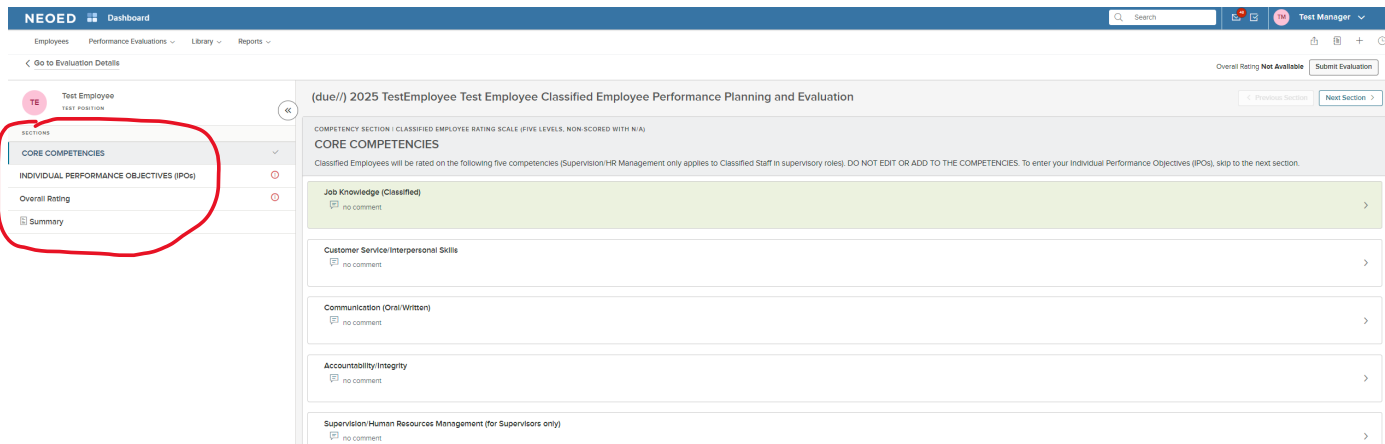 NEOED Dashboard Search 46 TM Test Manager
Employees Performance Evaluations Library Reports
Go to Evaluation Details
Overall Rating Not Available Submit Evaluation
TE Test Employee
TEST POSITION
SECTIONS
CORE COMPETENCIES
INDIVIDUAL PERFORMANCE OBJECTIVES (IPOs)
Overall Rating
Summary
(due//) 2025 TestEmployee Test Employee Classified Employee Performance Planning and Evaluation
Previous Section Next Section
COMPETENCY SECTION | CLASSIFIED EMPLOYEE RATING SCALE (FIVE LEVELS, NON-SCORED WITH N/A)
CORE COMPETENCIES
Classified Employees will be rated on the following five competencies (Supervision/HR Management only applies to Classified Staff in supervisory roles). DO NOT EDIT OR ADD TO THE COMPETENCIES. To enter your Individual Performance Objectives (IPOs), skip to the next section.
Job Knowledge (Classified)
no comment
Customer Service/Interpersonal Skills
no comment
Communication (Oral/Written)
no comment
Accountability/Integrity
no comment
Supervision/Human Resources Management (for Supervisors only)
no comment